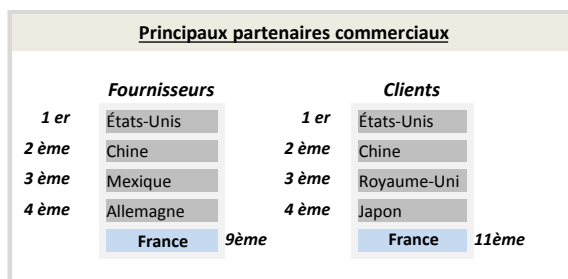 Principaux partenaires commerciaux
Fournisseurs Clients
1 er États-Unis 1 er États-Unis
2 ème Chine 2 ème Chine
3 ème Mexique 3 ème Royaume-Uni
4 ème Allemagne 4 ème Japon
France 9ème France 11ème